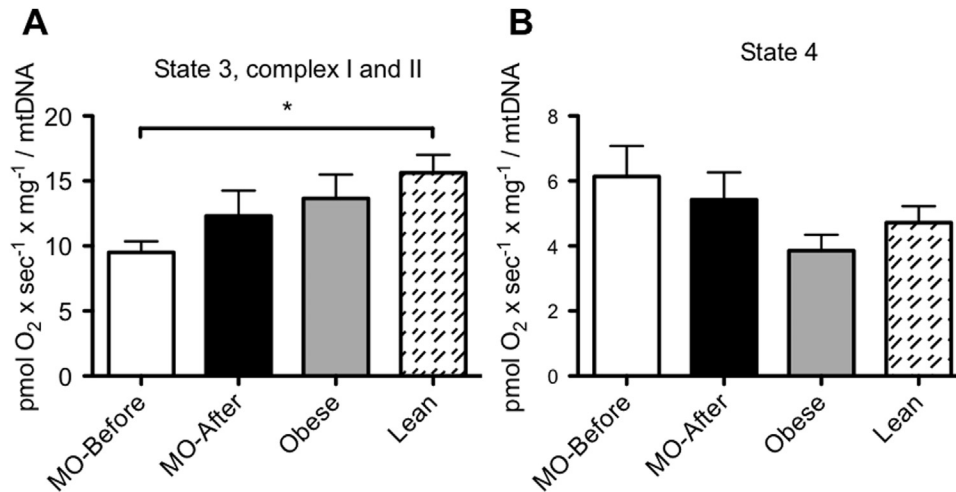 A
State 3, complex I and II
pmol O₂ x sec⁻¹ x mg⁻¹ / mtDNA
20
15
10
5
0
*
MO-Before
MO-After
Obese
Lean
B
State 4
pmol O₂ x sec⁻¹ x mg⁻¹ / mtDNA
8
6
4
2
0
MO-Before
MO-After
Obese
Lean